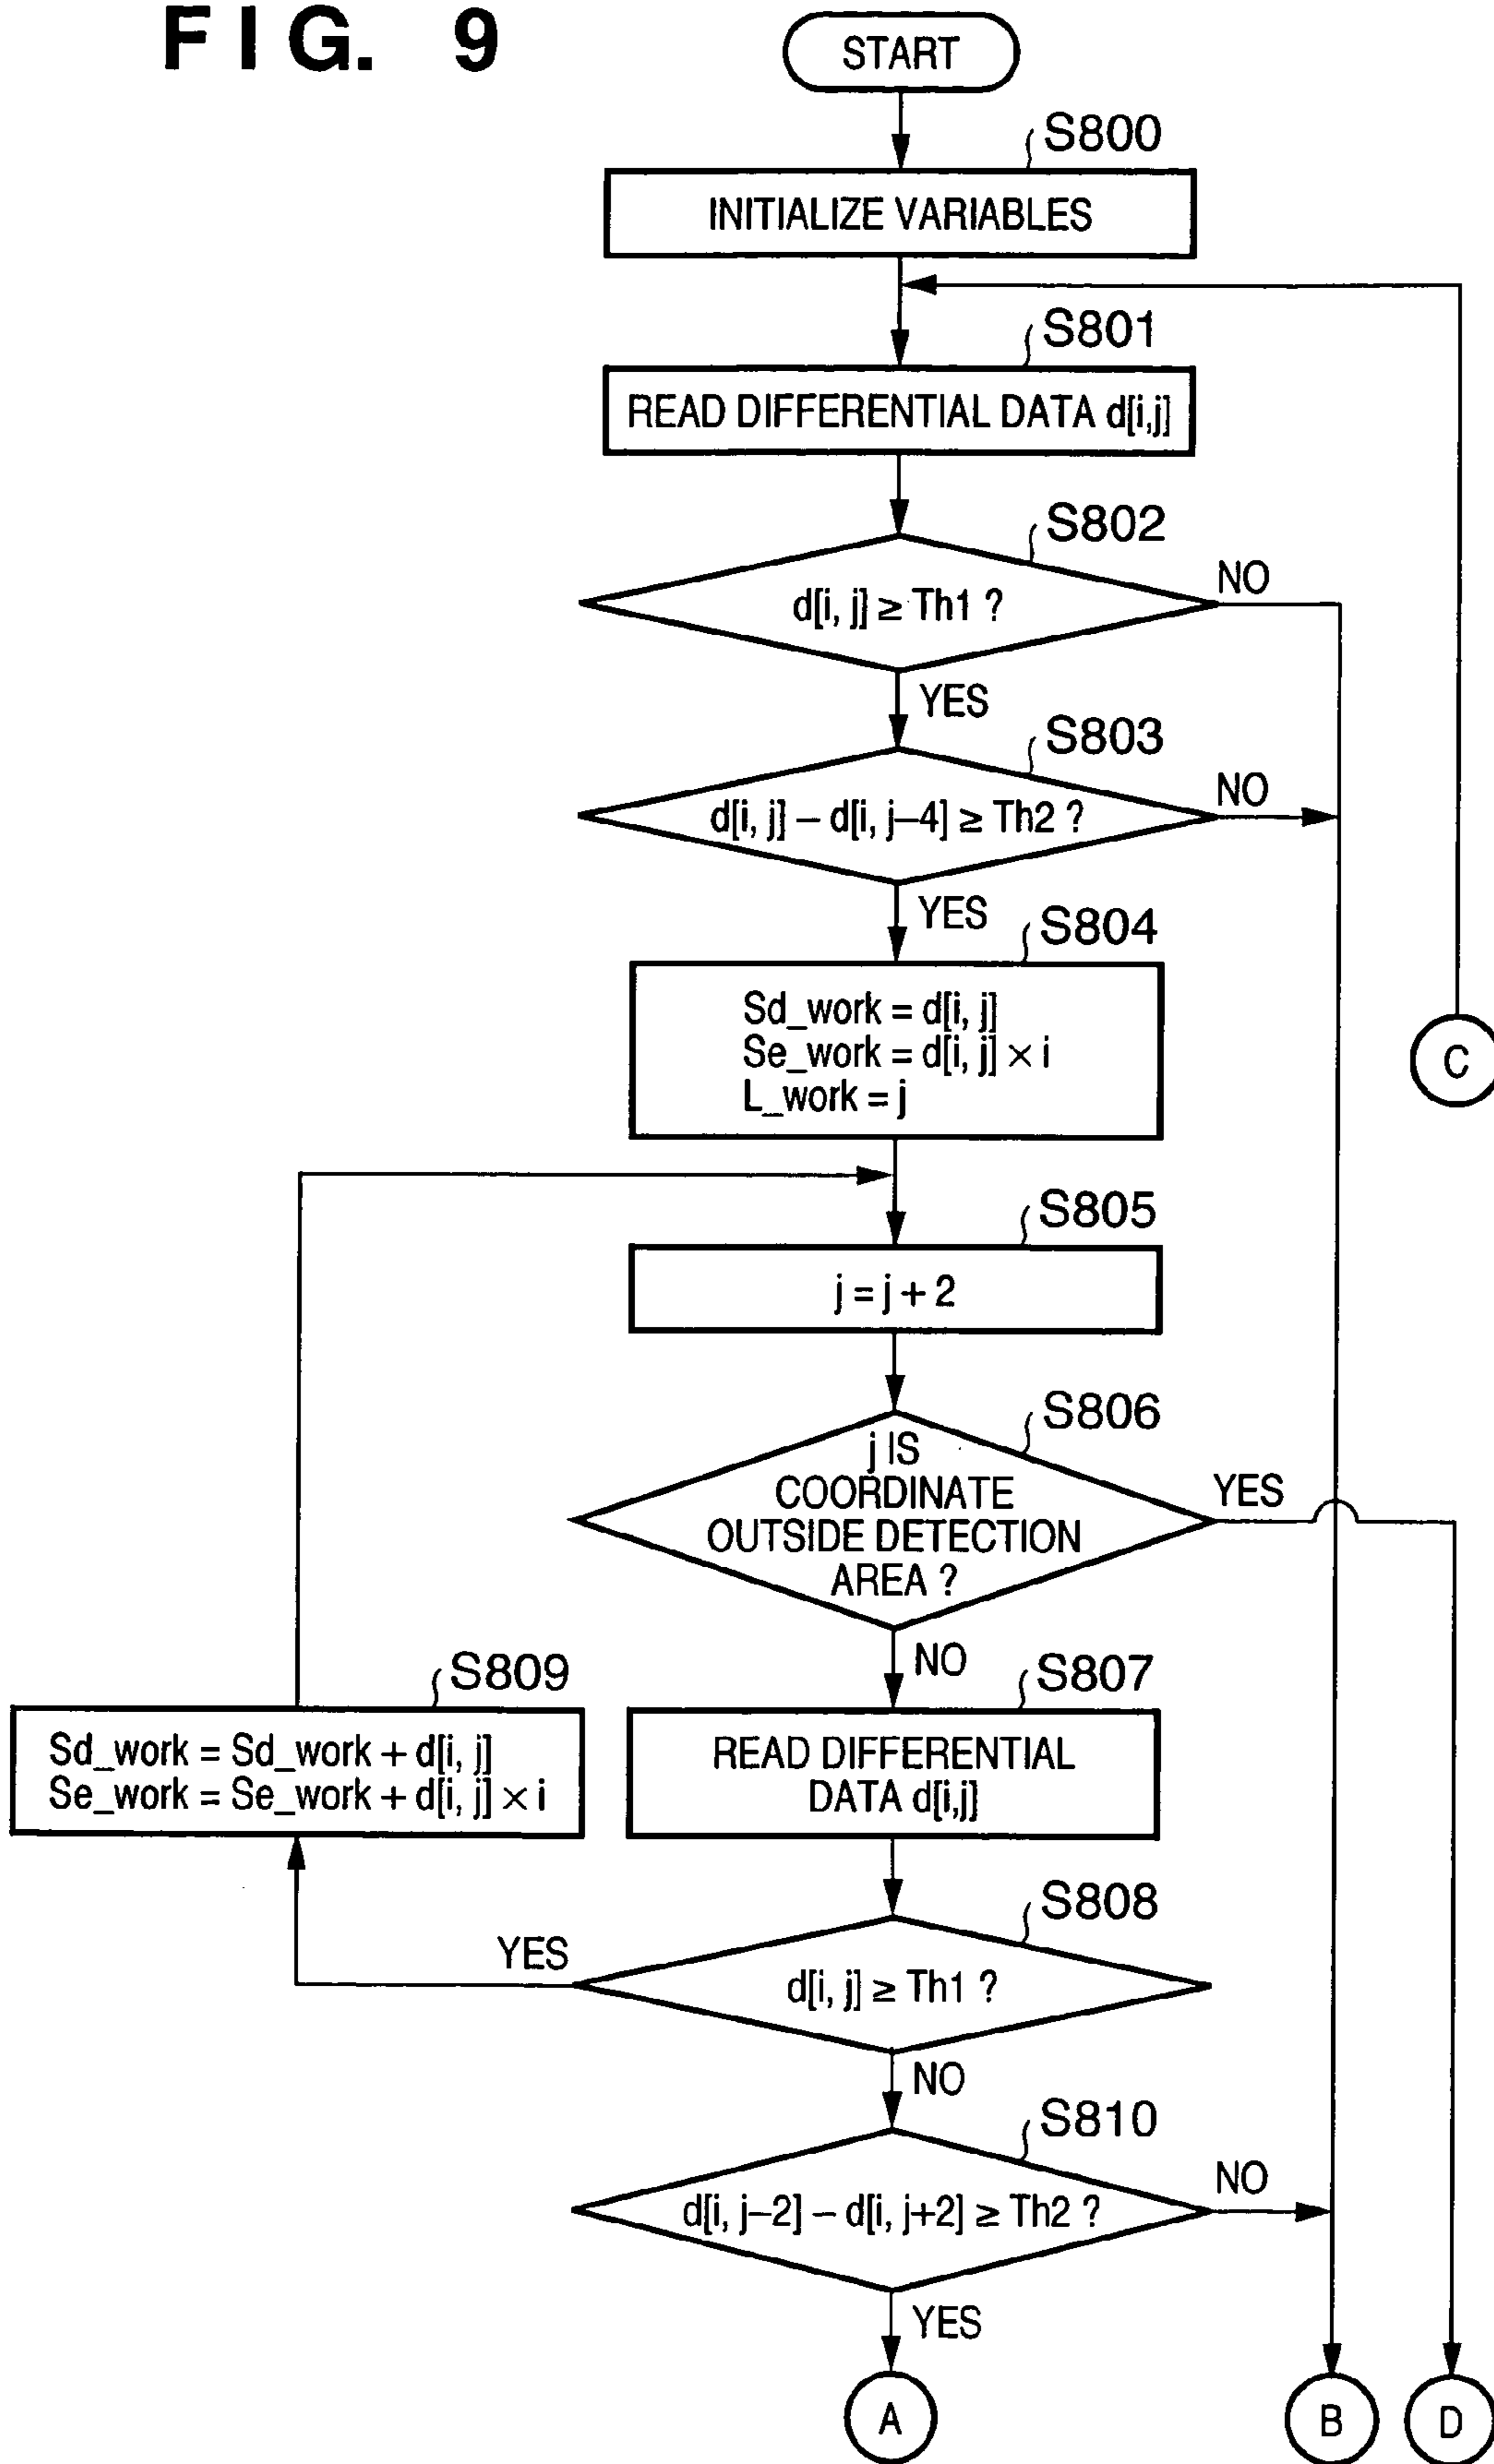 FIG. 9
START
S800
INITIALIZE VARIABLES
S801
READ DIFFERENTIAL DATA d[i,j]
S802
d[i, j] ≥ Th1 ?
NO
YES
S803
d[i, j] – d[i, j–4] ≥ Th2 ?
NO
YES
S804
Sd_work = d[i, j]
Se_work = d[i, j] × i
L_work = j
C
S805
j = j + 2
S806
j IS
COORDINATE
OUTSIDE DETECTION
AREA ?
YES
NO
S809
Sd_work = Sd_work + d[i, j]
Se_work = Se_work + d[i, j] × i
S807
READ DIFFERENTIAL
DATA d[i,j]
S808
YES
d[i, j] ≥ Th1 ?
NO
S810
d[i, j–2] – d[i, j+2] ≥ Th2 ?
NO
YES
A
B
D